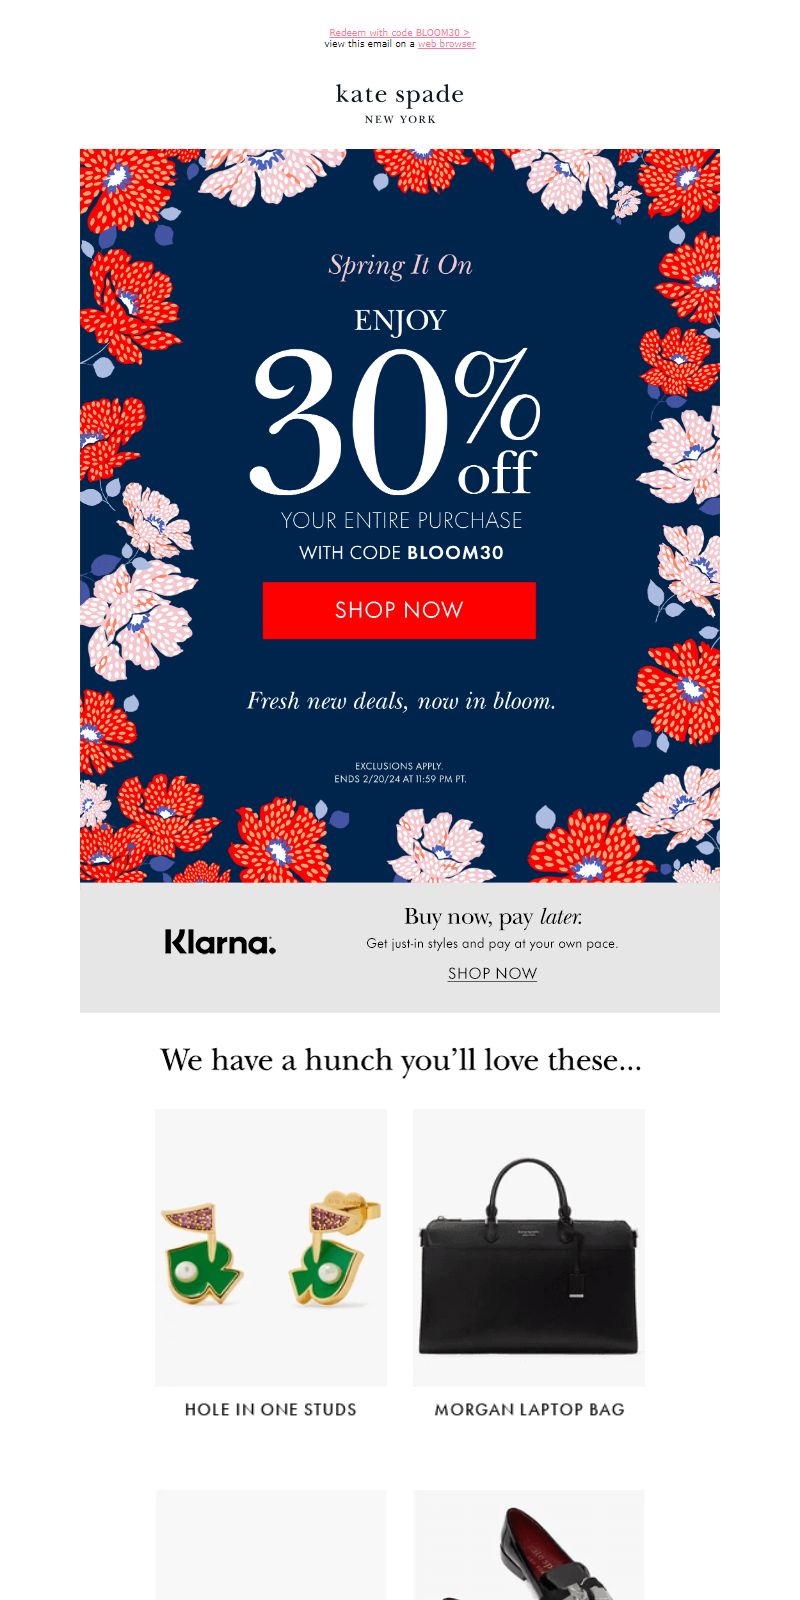 Redeem with code BLOOM30 >
view this email on a web browser
kate spade
NEW YORK
Spring It On
ENJOY
30% off
YOUR ENTIRE PURCHASE
WITH CODE BLOOM30
SHOP NOW
Fresh new deals, now in bloom.
EXCLUSIONS APPLY.
ENDS 2/20/24 AT 11:59 PM PT.
Klarna.
Buy now, pay later.
Get just-in styles and pay at your own pace.
SHOP NOW
We have a hunch you’ll love these...
HOLE IN ONE STUDS
MORGAN LAPTOP BAG